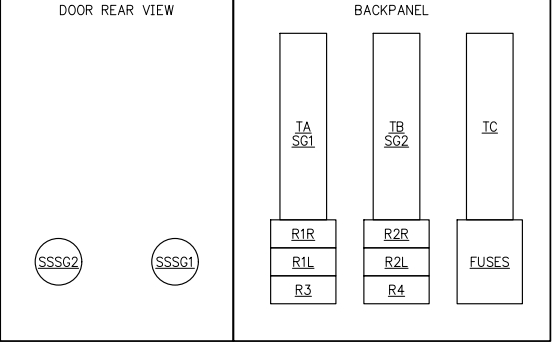 DOOR REAR VIEW
BACKPANEL
TA
SG1
TB
SG2
TC
R1R
R2R
SSSG2
SSSG1
R1L
R2L
FUSES
R3
R4